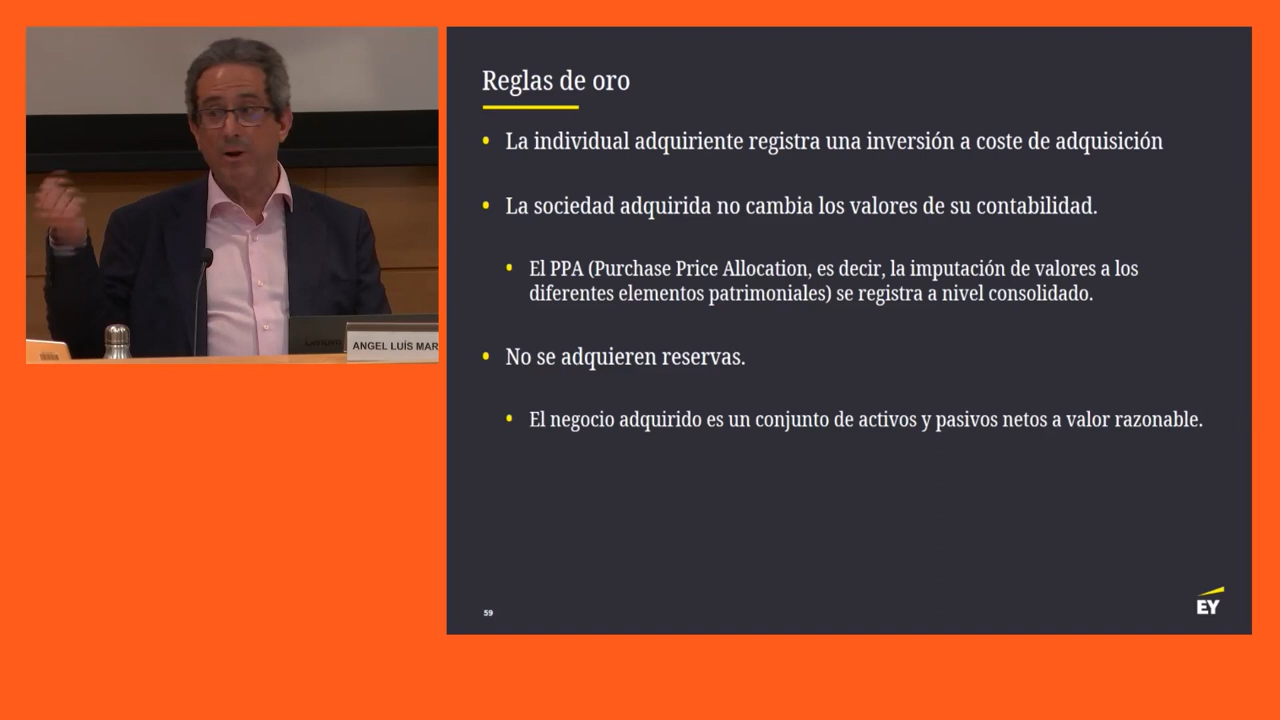 Reglas de oro
• La individual adquiriente registra una inversión a coste de adquisición
• La sociedad adquirida no cambia los valores de su contabilidad.
• El PPA (Purchase Price Allocation, es decir, la imputación de valores a los
diferentes elementos patrimoniales) se registra a nivel consolidado.
• No se adquieren reservas.
• El negocio adquirido es un conjunto de activos y pasivos netos a valor razonable.
ANGEL LUÍS MAR
59
EY